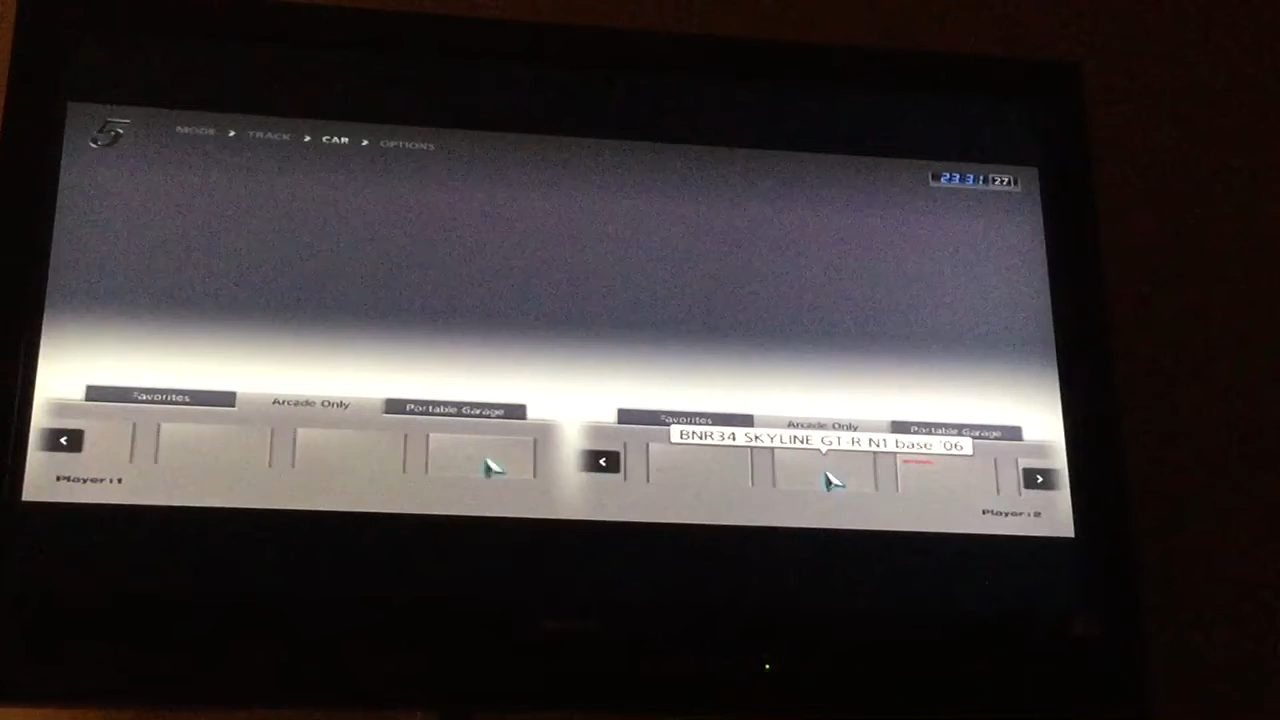 5
MODE > TRACK > CAR > OPTIONS
23:31 27
Favorites
Arcade Only
Portable Garage
Player:1
Favorites
Arcade Only
Portable Garage
BNR34 SKYLINE GT-R N1 base '06
Player:2